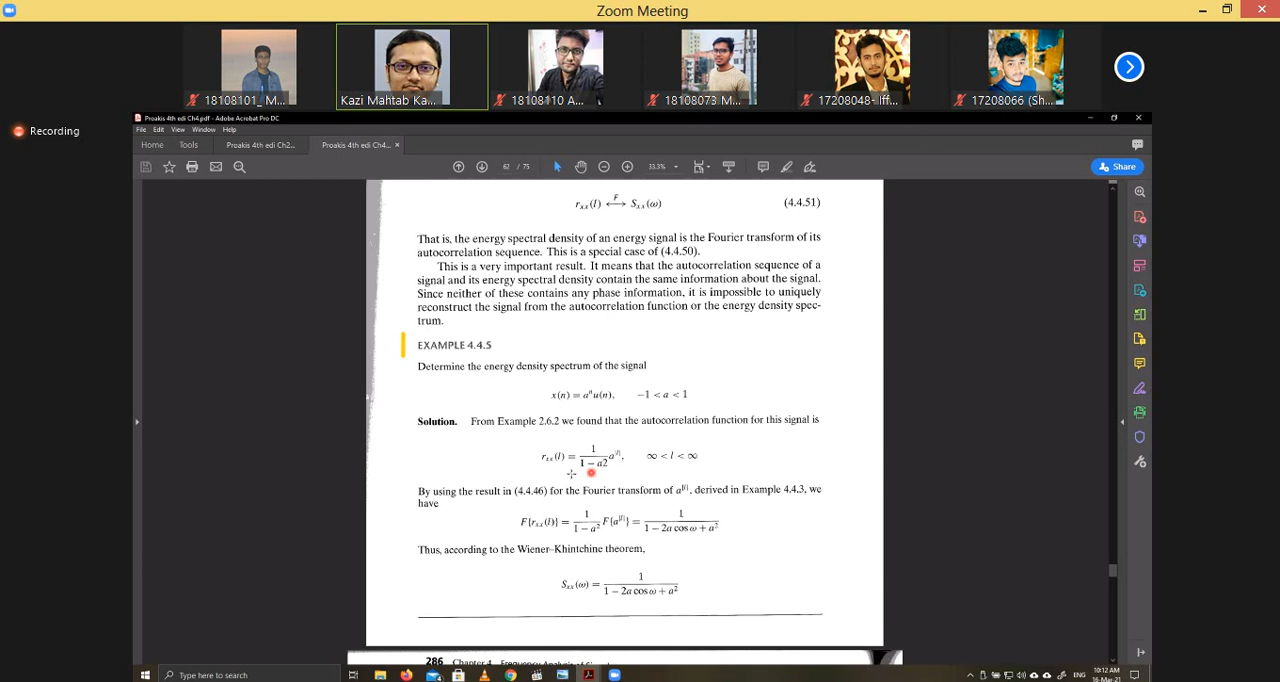 Zoom Meeting
18108101_ M...
Kazi Mahtab Ka...
18108110 A...
18108073 M...
17208048- Iff...
17208066 (Sh...
Recording
Proakis 4th edi Ch4.pdf - Adobe Acrobat Pro DC
File Edit View Window Help
Home Tools Proakis 4th edi Ch2... Proakis 4th edi Ch4... ×
62 / 75 33.3% Share
r_xx(l) ⟷^F S_xx(ω) (4.4.51)
That is, the energy spectral density of an energy signal is the Fourier transform of its
autocorrelation sequence. This is a special case of (4.4.50).
This is a very important result. It means that the autocorrelation sequence of a
signal and its energy spectral density contain the same information about the signal.
Since neither of these contains any phase information, it is impossible to uniquely
reconstruct the signal from the autocorrelation function or the energy density spec-
trum.
EXAMPLE 4.4.5
Determine the energy density spectrum of the signal
x(n) = a^n u(n), −1 < a < 1
Solution. From Example 2.6.2 we found that the autocorrelation function for this signal is
r_xx(l) = 1/(1 − a2) a^|l|, ∞ < l < ∞
By using the result in (4.4.46) for the Fourier transform of a^|l|, derived in Example 4.4.3, we
have
F{r_xx(l)} = 1/(1 − a²) F{a^|l|} = 1/(1 − 2a cos ω + a²)
Thus, according to the Wiener–Khintchine theorem,
S_xx(ω) = 1/(1 − 2a cos ω + a²)
286 Chapter 4 Frequency Analysis of
Type here to search
ENG
10:12 AM
16-Mar-21